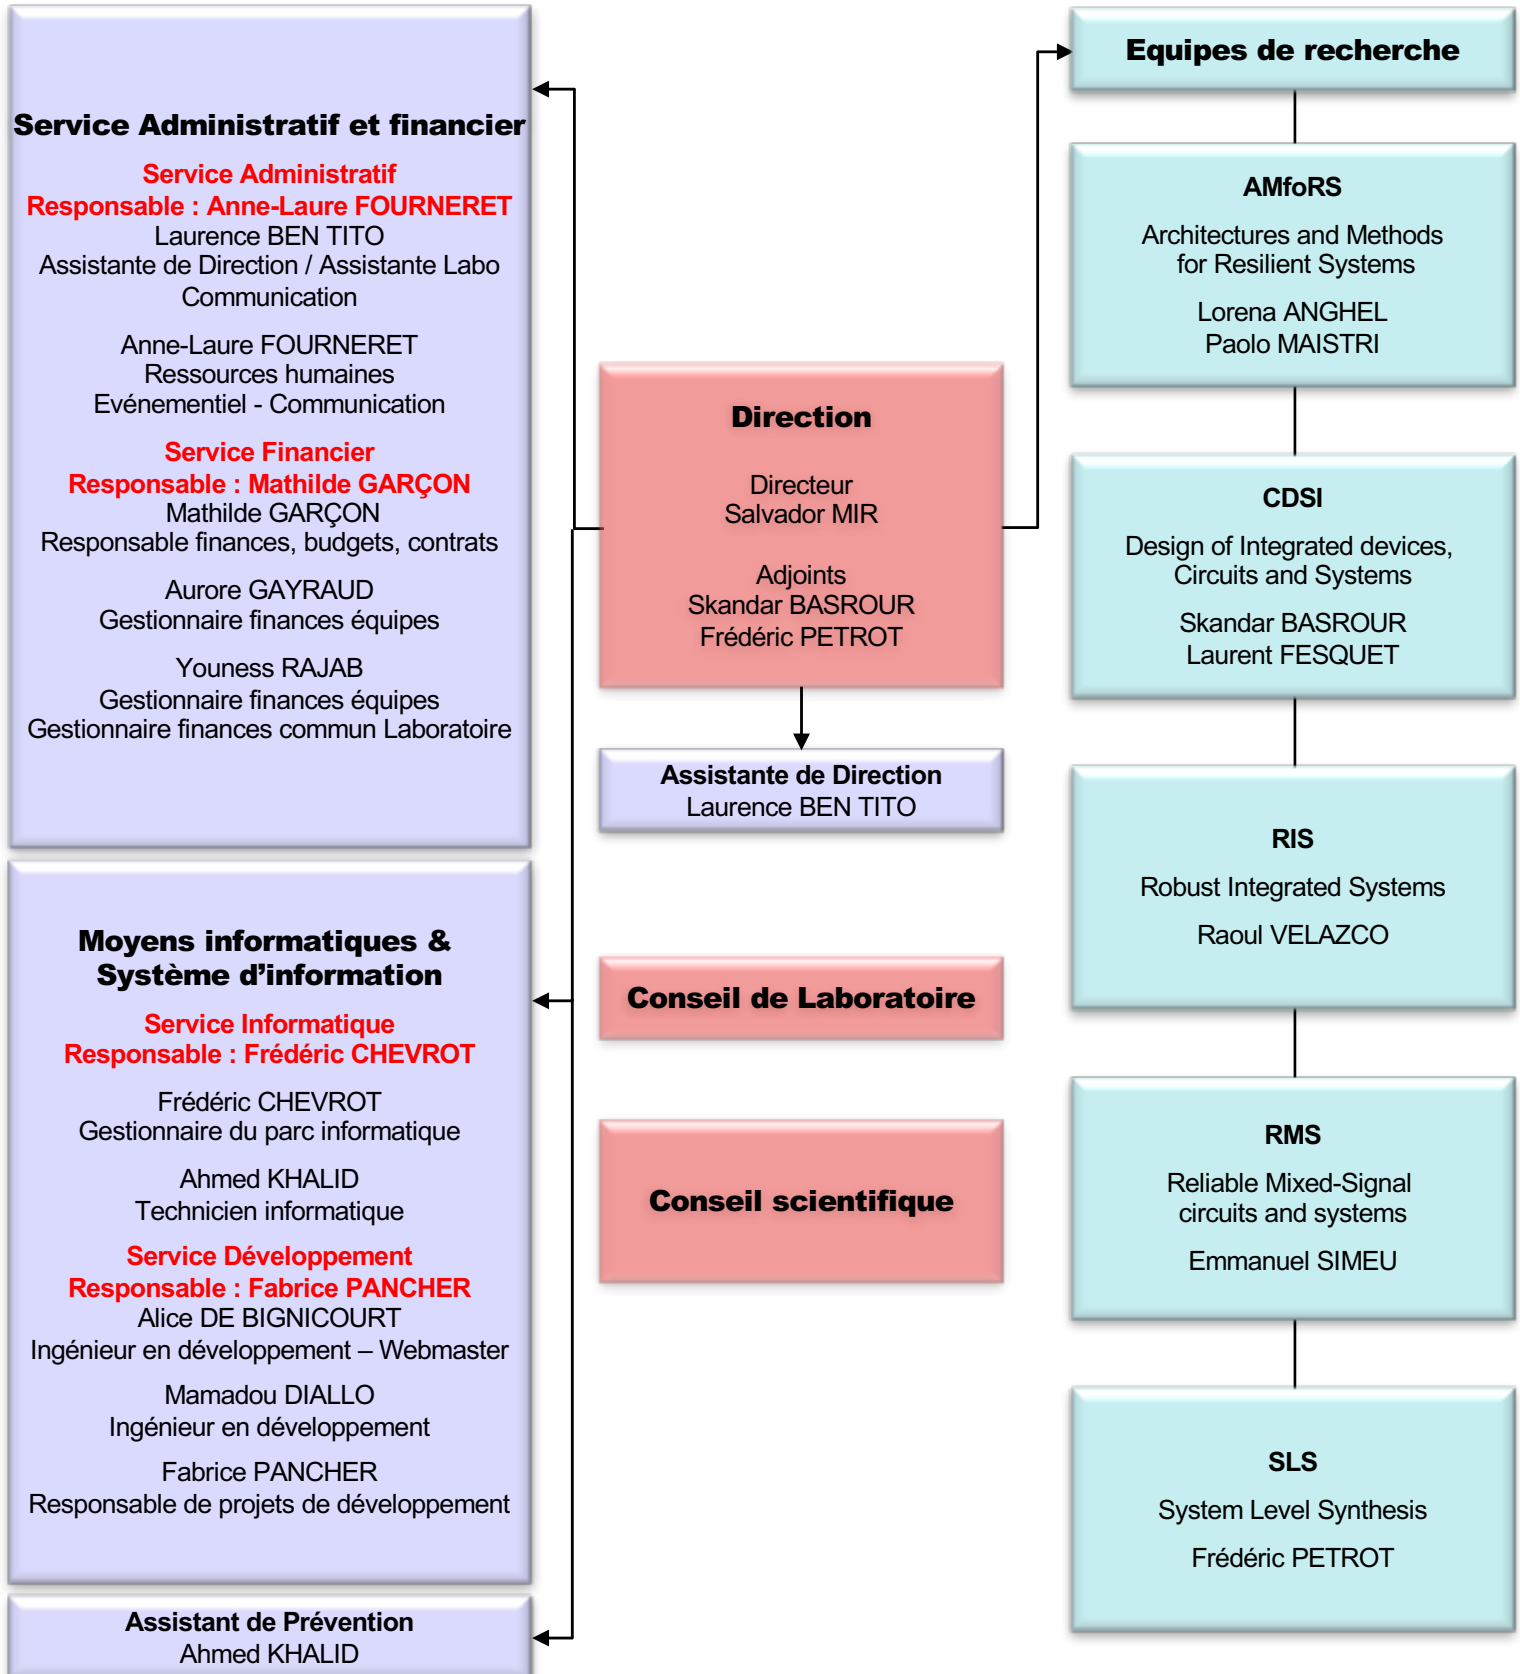 Service Administratif et financier
Service Administratif
Responsable : Anne-Laure FOURNERET
Laurence BEN TITO
Assistante de Direction / Assistante Labo
Communication
Anne-Laure FOURNERET
Ressources humaines
Evénementiel - Communication
Service Financier
Responsable : Mathilde GARÇON
Mathilde GARÇON
Responsable finances, budgets, contrats
Aurore GAYRAUD
Gestionnaire finances équipes
Youness RAJAB
Gestionnaire finances équipes
Gestionnaire finances commun Laboratoire
Moyens informatiques &
Système d’information
Service Informatique
Responsable : Frédéric CHEVROT
Frédéric CHEVROT
Gestionnaire du parc informatique
Ahmed KHALID
Technicien informatique
Service Développement
Responsable : Fabrice PANCHER
Alice DE BIGNICOURT
Ingénieur en développement – Webmaster
Mamadou DIALLO
Ingénieur en développement
Fabrice PANCHER
Responsable de projets de développement
Assistant de Prévention
Ahmed KHALID
Direction
Directeur
Salvador MIR
Adjoints
Skandar BASROUR
Frédéric PETROT
Assistante de Direction
Laurence BEN TITO
Conseil de Laboratoire
Conseil scientifique
Equipes de recherche
AMfoRS
Architectures and Methods
for Resilient Systems
Lorena ANGHEL
Paolo MAISTRI
CDSI
Design of Integrated devices,
Circuits and Systems
Skandar BASROUR
Laurent FESQUET
RIS
Robust Integrated Systems
Raoul VELAZCO
RMS
Reliable Mixed-Signal
circuits and systems
Emmanuel SIMEU
SLS
System Level Synthesis
Frédéric PETROT